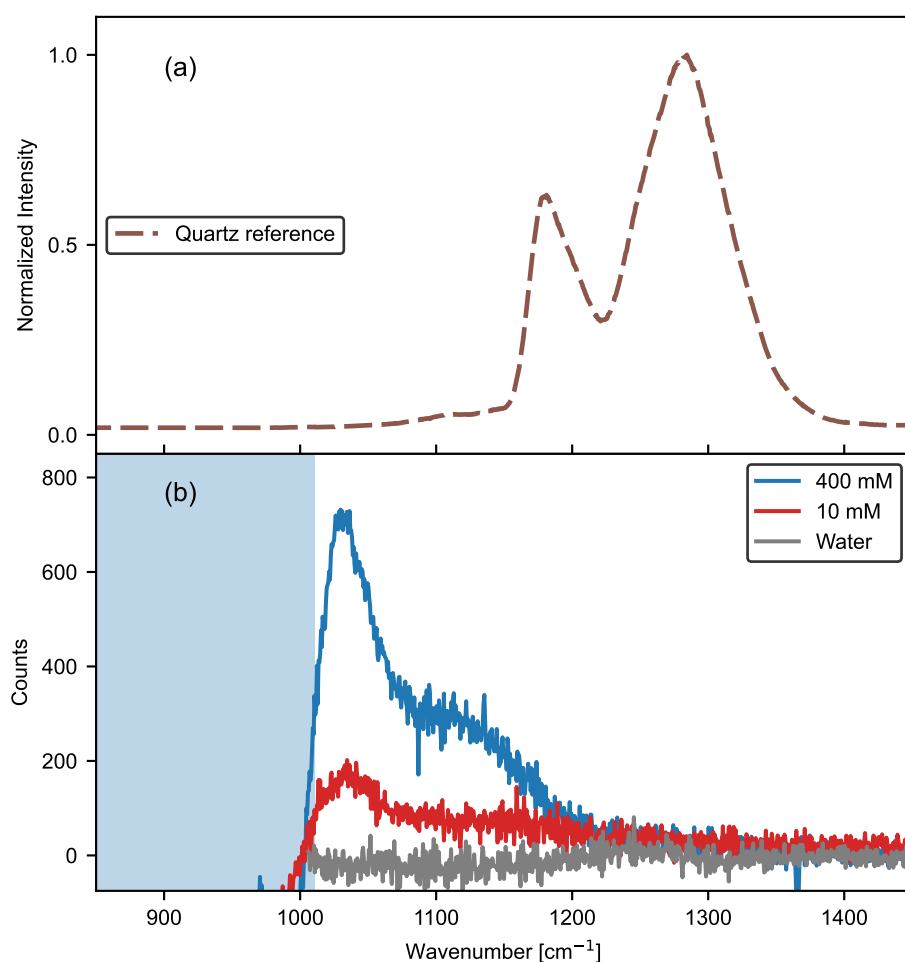 (a)
1.0
0.5
0.0
Normalized Intensity
Quartz reference
(b)
800
600
400
200
0
Counts
400 mM
10 mM
Water
900 1000 1100 1200 1300 1400
Wavenumber [cm⁻¹]